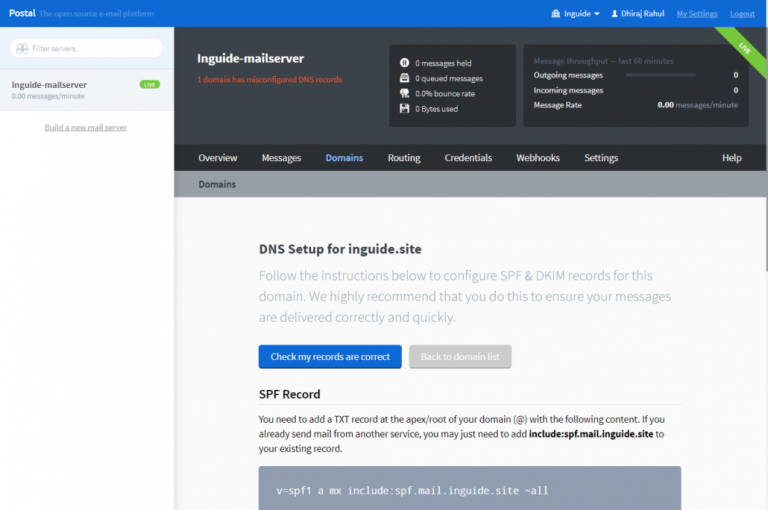 Postal The open source e-mail platform
Inguide
Dhiraj Rahul
My Settings
Logout
Filter servers...
Inguide-mailserver
LIVE
0.00 messages/minute
Build a new mail server
Inguide-mailserver
1 domain has misconfigured DNS records
0 messages held
0 queued messages
0.0% bounce rate
0 Bytes used
Message throughput — last 60 minutes
Outgoing messages 0
Incoming messages 0
Message Rate 0.00 messages/minute
LIVE
Overview Messages Domains Routing Credentials Webhooks Settings Help
Domains
DNS Setup for inguide.site
Follow the instructions below to configure SPF & DKIM records for this
domain. We highly recommend that you do this to ensure your messages
are delivered correctly and quickly.
Check my records are correct
Back to domain list
SPF Record
You need to add a TXT record at the apex/root of your domain (@) with the following content. If you
already send mail from another service, you may just need to add include:spf.mail.inguide.site to
your existing record.
v=spf1 a mx include:spf.mail.inguide.site ~all